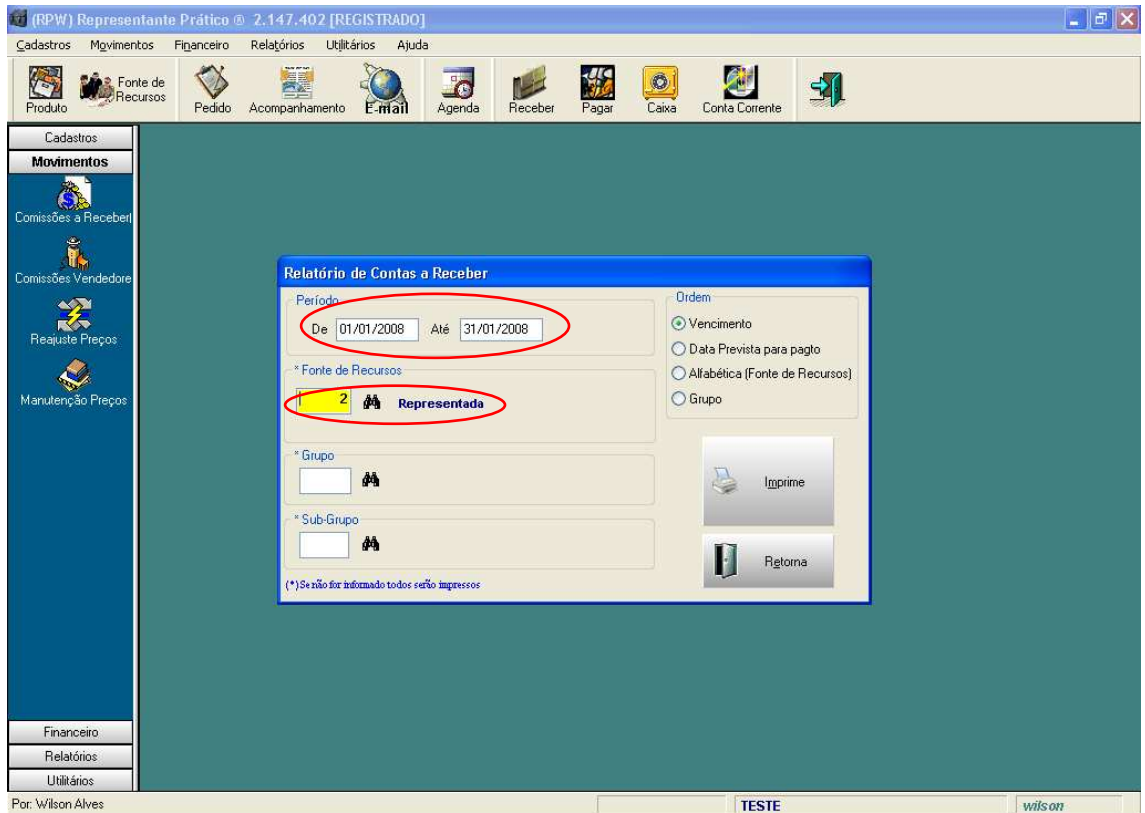 (RPW) Representante Prático ® 2.147.402 [REGISTRADO]
Cadastros Movimentos Financeiro Relatórios Utilitários Ajuda
Produto
Fonte de
Recursos
Pedido
Acompanhamento
E-mail
Agenda
Receber
Pagar
Caixa
Conta Corrente
Cadastros
Movimentos
Comissões a Receber
Comissões Vendedore
Reajuste Preços
Manutenção Preços
Financeiro
Relatórios
Utilitários
Relatório de Contas a Receber
Período
De 01/01/2008 Até 31/01/2008
* Fonte de Recursos
2 Representada
* Grupo
* Sub-Grupo
(*)Se não for informado todos serão impressos
Ordem
Vencimento
Data Prevista para pagto
Alfabética (Fonte de Recursos)
Grupo
Imprime
Retorna
Por: Wilson Alves TESTE wilson